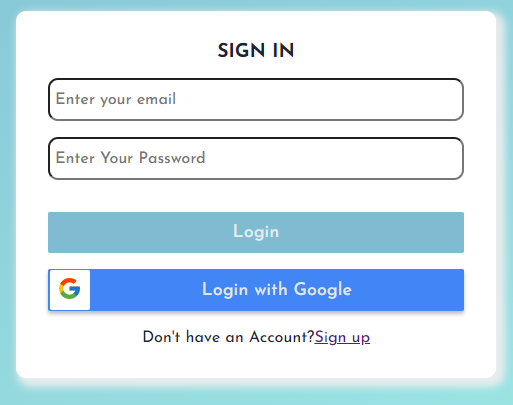 SIGN IN
Enter your email
Enter Your Password
Login
Login with Google
Don't have an Account?Sign up